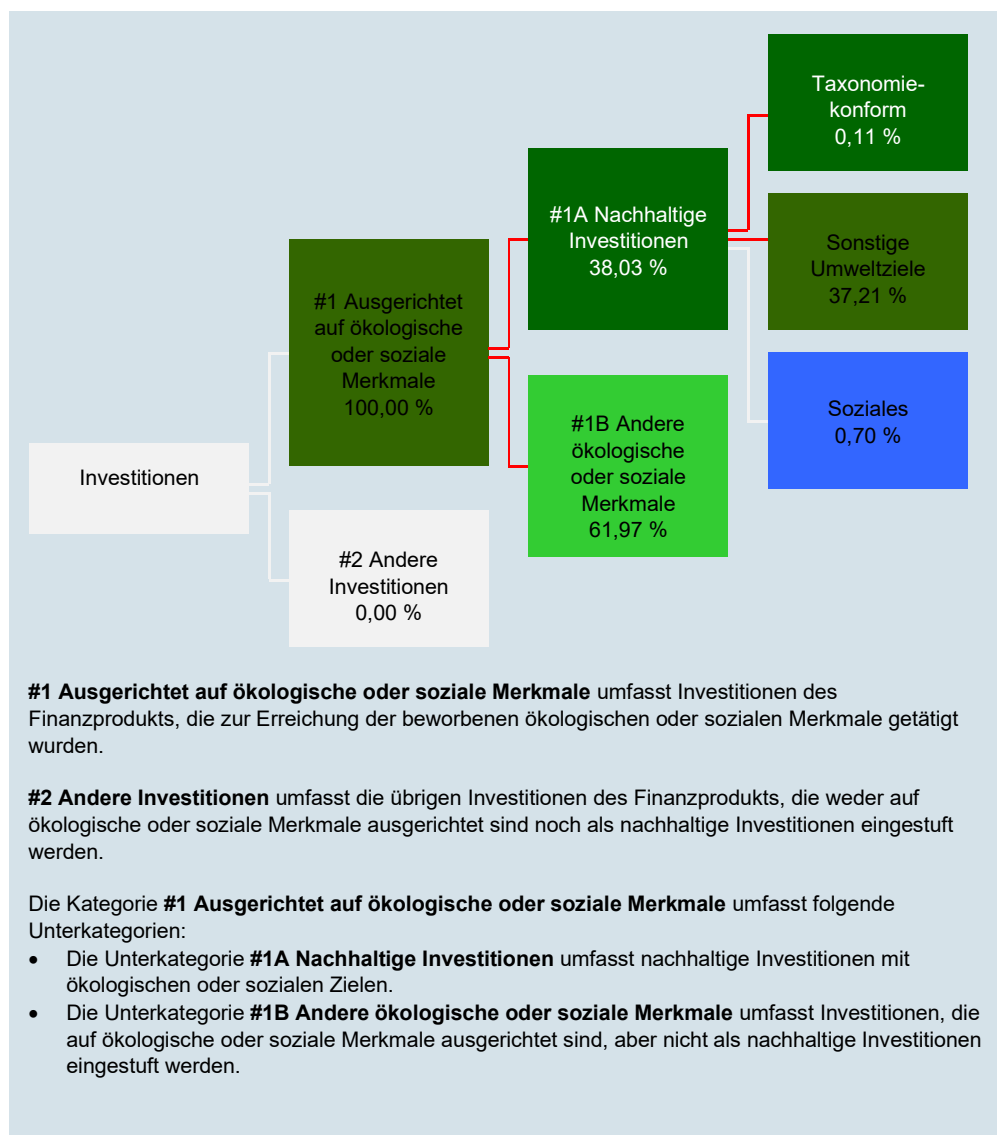 Taxonomie-
konform
0,11 %
#1A Nachhaltige
Investitionen
38,03 %
Sonstige
Umweltziele
37,21 %
#1 Ausgerichtet
auf ökologische
oder soziale
Merkmale
100,00 %
Soziales
0,70 %
#1B Andere
ökologische
oder soziale
Merkmale
61,97 %
Investitionen
#2 Andere
Investitionen
0,00 %
#1 Ausgerichtet auf ökologische oder soziale Merkmale umfasst Investitionen des
Finanzprodukts, die zur Erreichung der beworbenen ökologischen oder sozialen Merkmale getätigt
wurden.
#2 Andere Investitionen umfasst die übrigen Investitionen des Finanzprodukts, die weder auf
ökologische oder soziale Merkmale ausgerichtet sind noch als nachhaltige Investitionen eingestuft
werden.
Die Kategorie #1 Ausgerichtet auf ökologische oder soziale Merkmale umfasst folgende
Unterkategorien:
• Die Unterkategorie #1A Nachhaltige Investitionen umfasst nachhaltige Investitionen mit
ökologischen oder sozialen Zielen.
• Die Unterkategorie #1B Andere ökologische oder soziale Merkmale umfasst Investitionen, die
auf ökologische oder soziale Merkmale ausgerichtet sind, aber nicht als nachhaltige Investitionen
eingestuft werden.